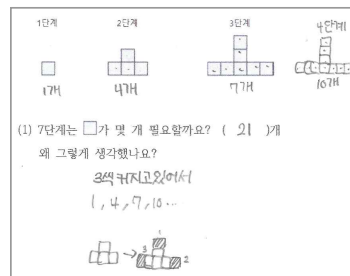 1단계 2단계 3단계 4단계
1개 4개 7개 10개
(1) 7단계는 □가 몇 개 필요할까요? ( 21 )개
왜 그렇게 생각했나요?
3씩 커지고있어서
1, 4, 7, 10 ...
1
3
2